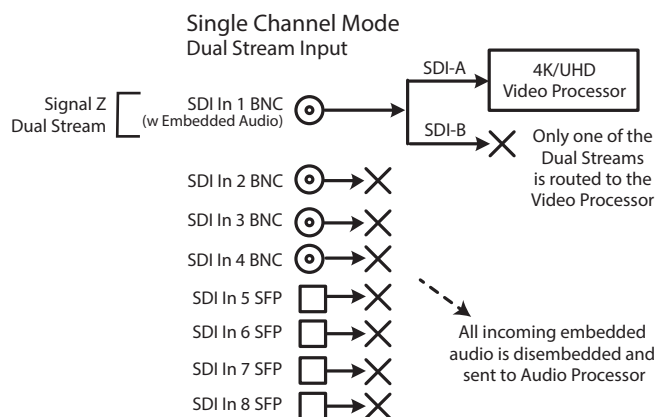 Single Channel Mode
Dual Stream Input
Signal Z
Dual Stream
SDI In 1 BNC
(w Embedded Audio)
SDI-A
4K/UHD
Video Processor
SDI-B
Only one of the
Dual Streams
is routed to the
Video Processor
SDI In 2 BNC
SDI In 3 BNC
SDI In 4 BNC
SDI In 5 SFP
SDI In 6 SFP
SDI In 7 SFP
SDI In 8 SFP
All incoming embedded
audio is disembedded and
sent to Audio Processor